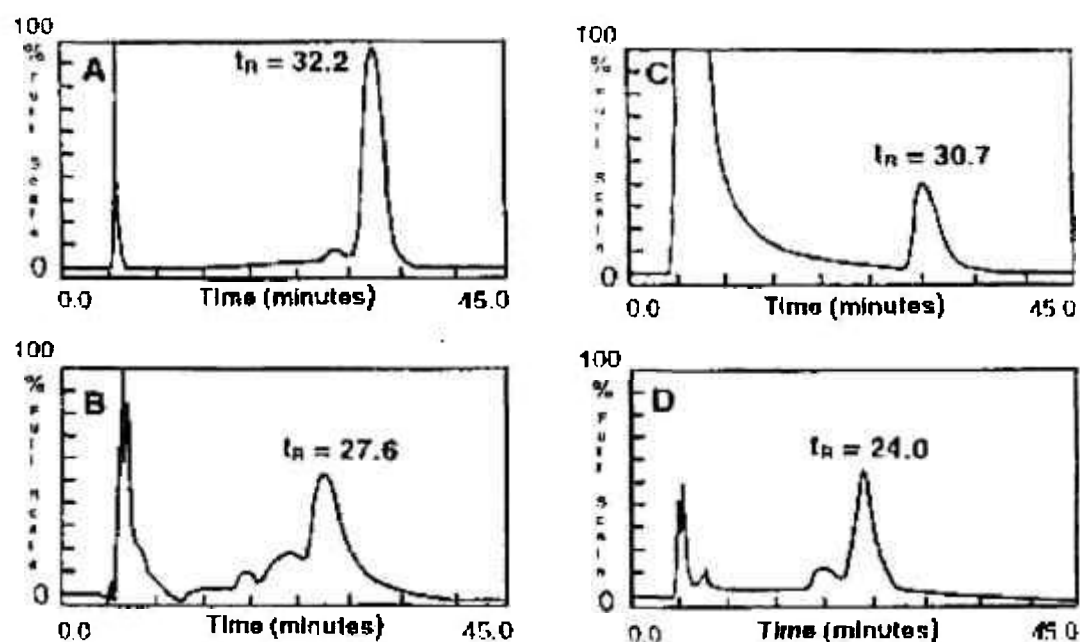 100
A
tR = 32.2
0
0.0
Time (minutes)
45.0
100
B
tR = 27.6
0
0.0
Time (minutes)
45.0
100
C
tR = 30.7
0
0.0
Time (minutes)
45.0
100
D
tR = 24.0
0
0.0
Time (minutes)
45.0